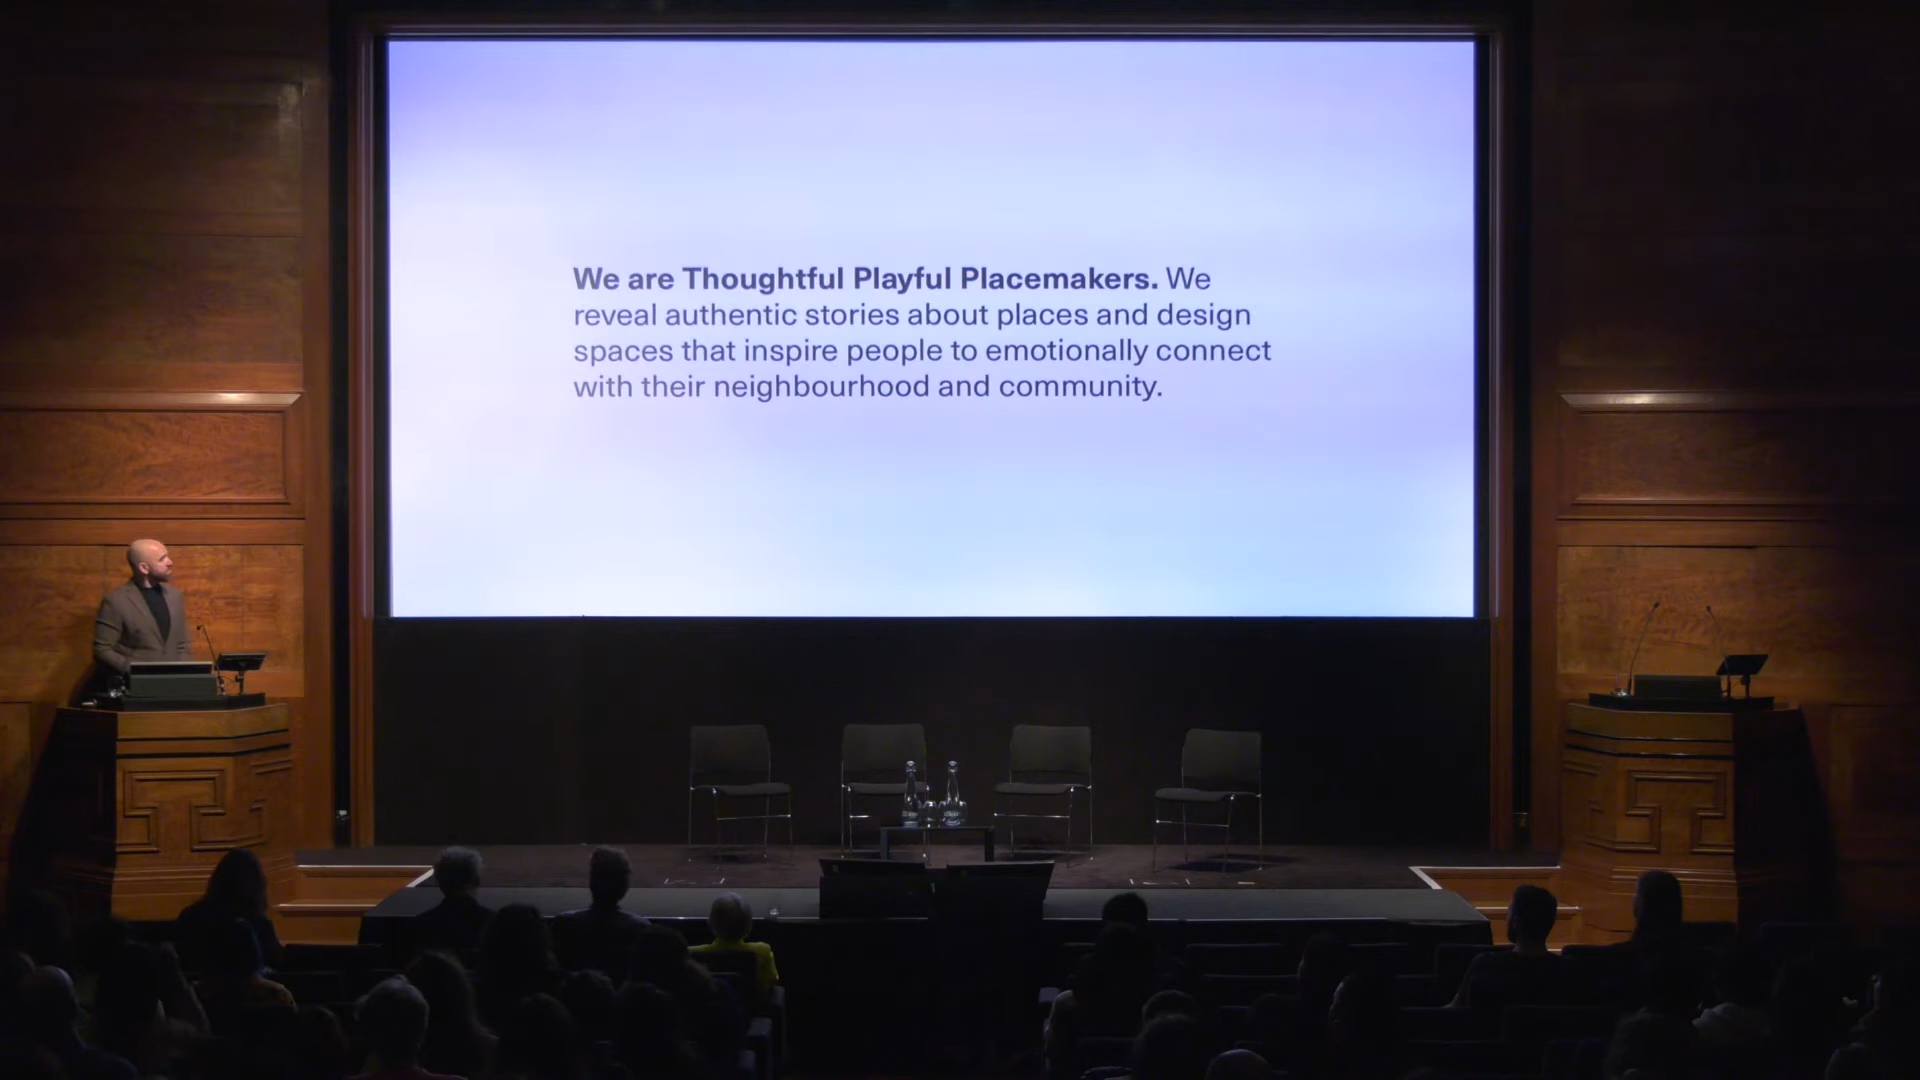 We are Thoughtful Playful Placemakers. We
reveal authentic stories about places and design
spaces that inspire people to emotionally connect
with their neighbourhood and community.